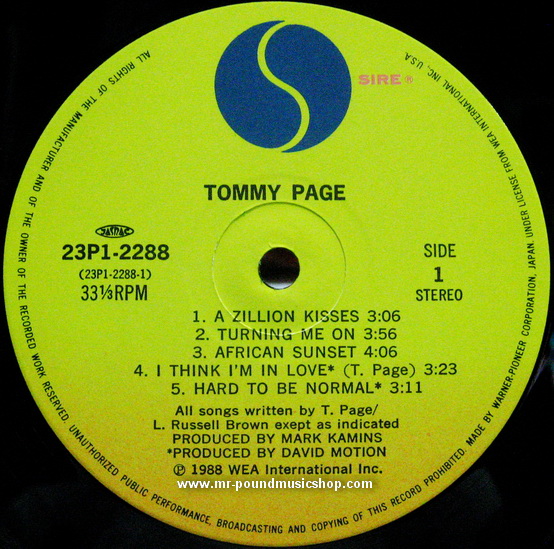 SIRE ®
TOMMY PAGE
JASRAC
23P1-2288
(23P1-2288-1)
33⅓RPM
SIDE
1
STEREO
1. A ZILLION KISSES 3:06
2. TURNING ME ON 3:56
3. AFRICAN SUNSET 4:06
4. I THINK I'M IN LOVE* (T. Page) 3:23
5. HARD TO BE NORMAL* 3:11
All songs written by T. Page/
L. Russell Brown exept as indicated
PRODUCED BY MARK KAMINS
*PRODUCED BY DAVID MOTION
Ⓟ 1988 WEA International Inc.
www.mr-poundmusicshop.com
ALL RIGHTS OF THE MANUFACTURER AND OF THE OWNER OF THE RECORDED WORK RESERVED. UNAUTHORIZED PUBLIC PERFORMANCE, BROADCASTING AND COPYING OF THIS RECORD PROHIBITED. MADE BY WARNER-PIONEER CORPORATION, JAPAN. UNDER LICENSE FROM WEA INTERNATIONAL INC., U.S.A.